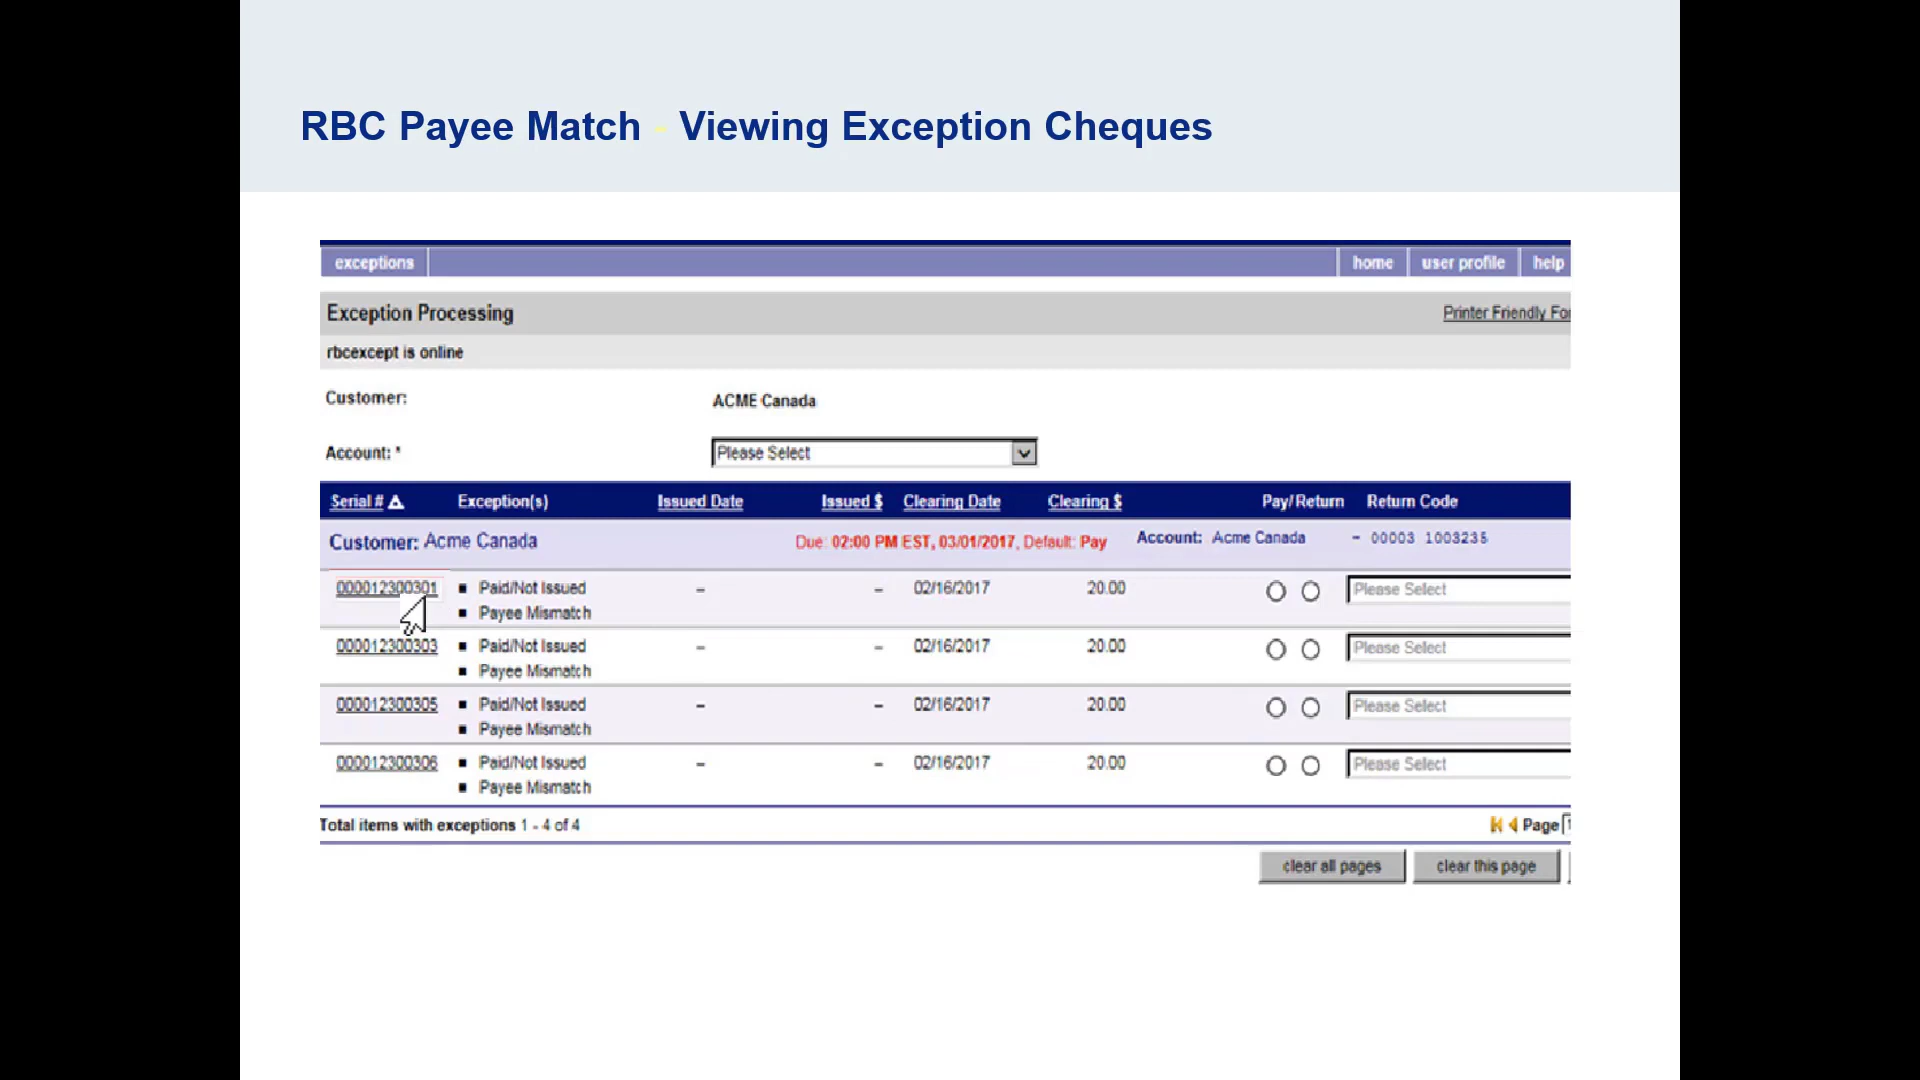 RBC Payee Match - Viewing Exception Cheques
exceptions home user profile help
Exception Processing Printer Friendly
rbcexcept is online
Customer: ACME Canada
Account: * Please Select
Serial # Exception(s) Issued Date Issued $ Clearing Date Clearing $ Pay/Return Return Code
Customer: Acme Canada Due: 02:00 PM EST, 03/01/2017, Default: Pay Account: Acme Canada - 00003 1003235
000012300301 Paid/Not Issued – – 02/16/2017 20.00 Please Select
Payee Mismatch
000012300303 Paid/Not Issued – – 02/16/2017 20.00 Please Select
Payee Mismatch
000012300305 Paid/Not Issued – – 02/16/2017 20.00 Please Select
Payee Mismatch
000012300306 Paid/Not Issued – – 02/16/2017 20.00 Please Select
Payee Mismatch
Total items with exceptions 1 - 4 of 4 Page
clear all pages clear this page